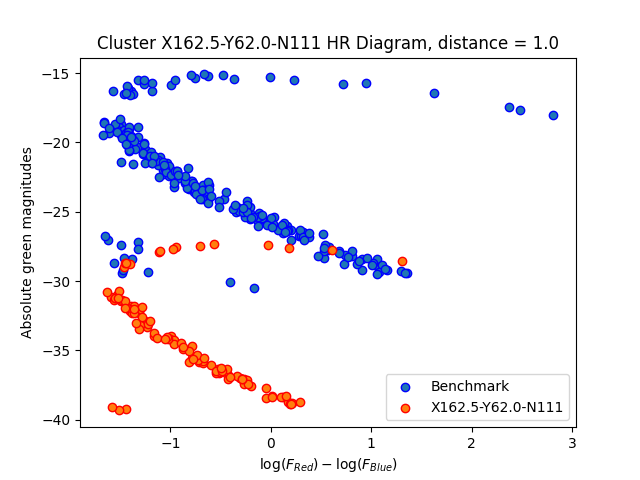 Cluster X162.5-Y62.0-N111 HR Diagram, distance = 1.0
Absolute green magnitudes
−15
−20
−25
−30
−35
−40
Benchmark
X162.5-Y62.0-N111
−1 0 1 2 3
log(F_Red) − log(F_Blue)